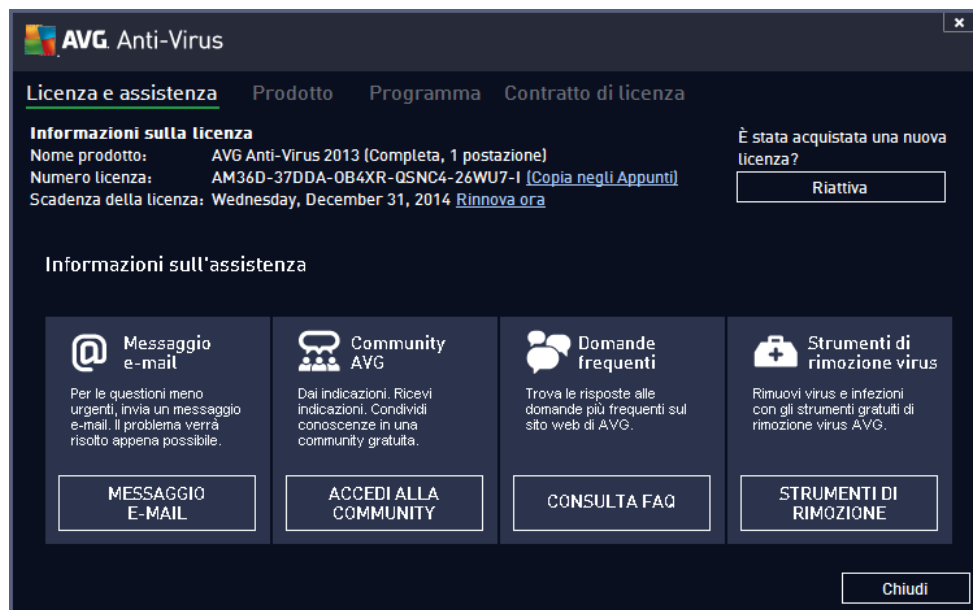 AVG. Anti-Virus
Licenza e assistenza Prodotto Programma Contratto di licenza
Informazioni sulla licenza
Nome prodotto: AVG Anti-Virus 2013 (Completa, 1 postazione)
Numero licenza: AM36D-37DDA-OB4XR-QSNC4-26WU7-I (Copia negli Appunti)
Scadenza della licenza: Wednesday, December 31, 2014 Rinnova ora
È stata acquistata una nuova
licenza?
Riattiva
Informazioni sull'assistenza
Messaggio
e-mail
Per le questioni meno
urgenti, invia un messaggio
e-mail. Il problema verrà
risolto appena possibile.
MESSAGGIO
E-MAIL
Community
AVG
Dai indicazioni. Ricevi
indicazioni. Condividi
conoscenze in una
community gratuita.
ACCEDI ALLA
COMMUNITY
Domande
frequenti
Trova le risposte alle
domande più frequenti sul
sito web di AVG.
CONSULTA FAQ
Strumenti di
rimozione virus
Rimuovi virus e infezioni
con gli strumenti gratuiti di
rimozione virus AVG.
STRUMENTI DI
RIMOZIONE
Chiudi